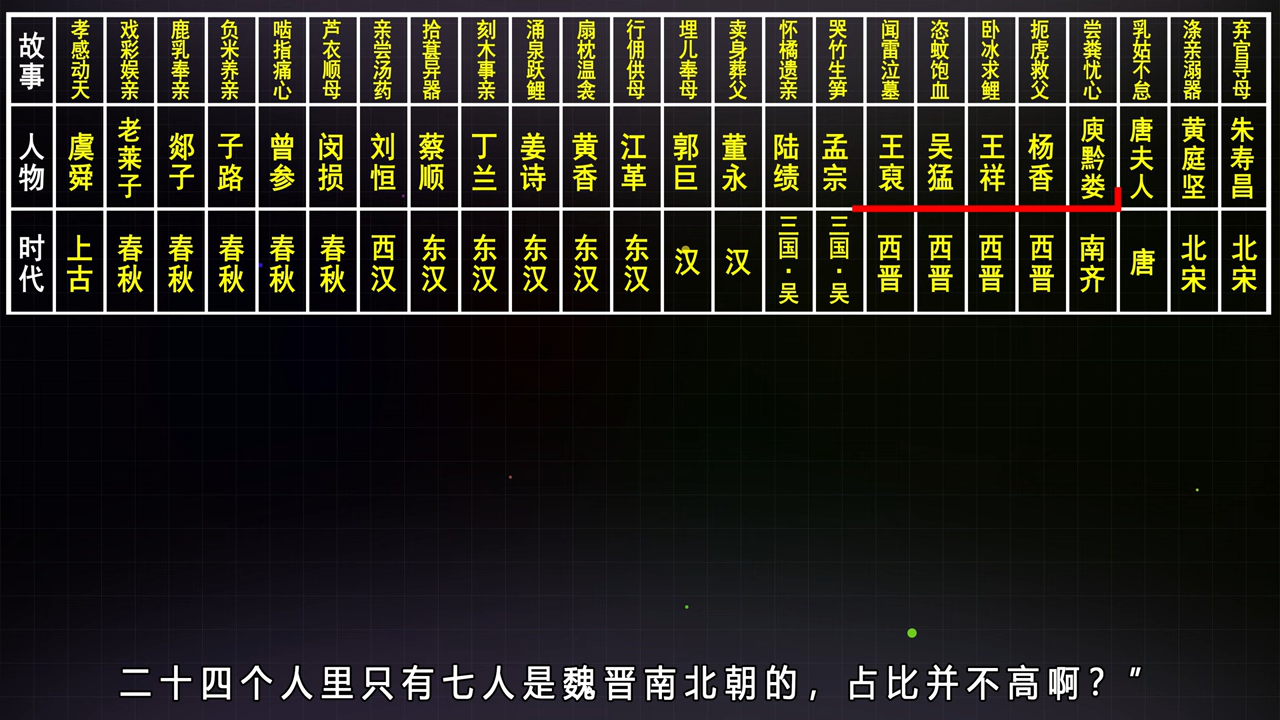 故事 孝感动天 戏彩娱亲 鹿乳奉亲 负米养亲 啮指痛心 芦衣顺母 亲尝汤药 拾葚异器 刻木事亲 涌泉跃鲤 扇枕温衾 行佣供母 埋儿奉母 卖身葬父 怀橘遗亲 哭竹生笋 闻雷泣墓 恣蚊饱血 卧冰求鲤 扼虎救父 尝粪忧心 乳姑不怠 涤亲溺器 弃官寻母
人物 虞舜 老莱子 郯子 子路 曾参 闵损 刘恒 蔡顺 丁兰 姜诗 黄香 江革 郭巨 董永 陆绩 孟宗 王裒 吴猛 王祥 杨香 庾黔娄 唐夫人 黄庭坚 朱寿昌
时代 上古 春秋 春秋 春秋 春秋 春秋 西汉 东汉 东汉 东汉 东汉 东汉 汉 汉 三国·吴 三国·吴 西晋 西晋 西晋 西晋 南齐 唐 北宋 北宋
二十四个人里只有七人是魏晋南北朝的，占比并不高啊？”